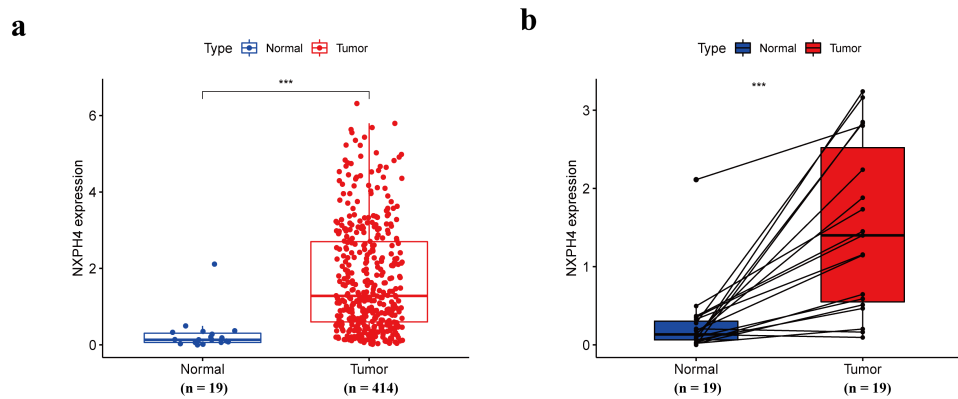 a
Type Normal Tumor
***
NXPH4 expression
6
4
2
0
Normal Tumor
(n = 19) (n = 414)
b
Type Normal Tumor
***
NXPH4 expression
3
2
1
0
Normal Tumor
(n = 19) (n = 19)